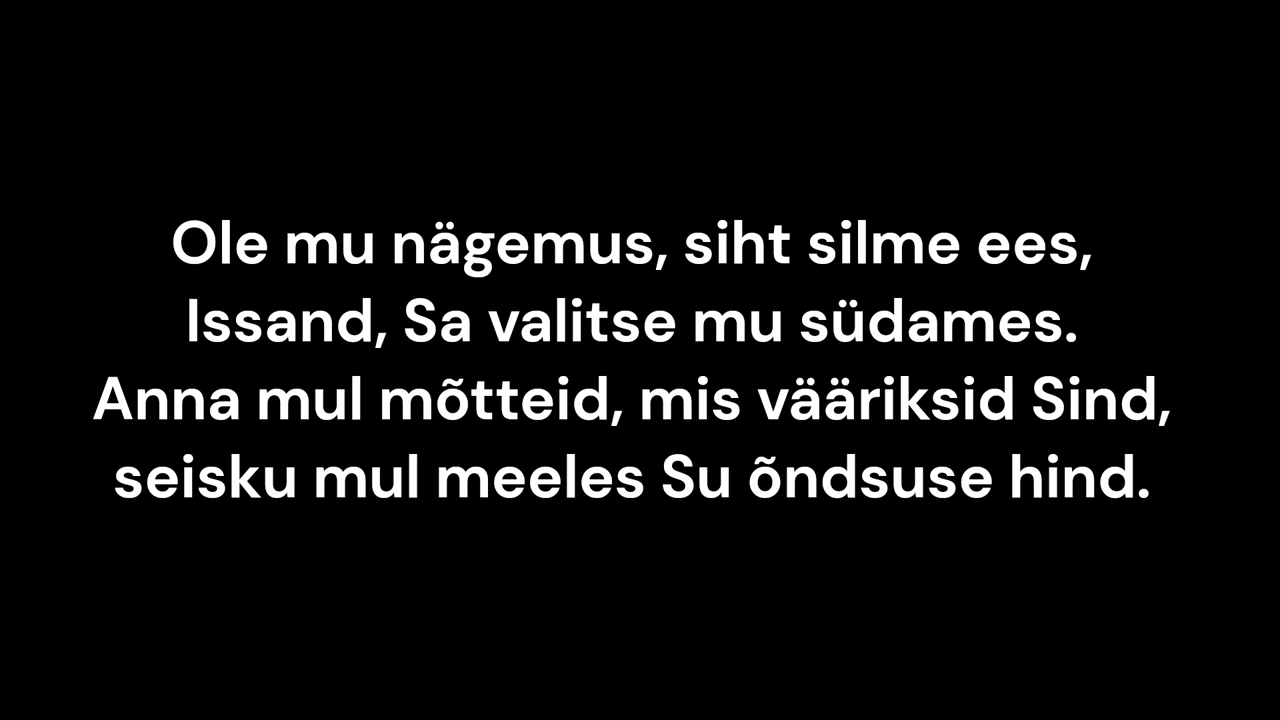 Ole mu nägemus, siht silme ees,
Issand, Sa valitse mu südames.
Anna mul mõtteid, mis vääriksid Sind,
seisku mul meeles Su õndsuse hind.